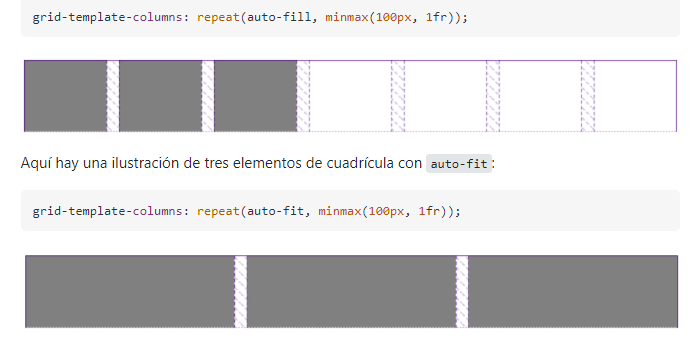 grid-template-columns: repeat(auto-fill, minmax(100px, 1fr));
Aquí hay una ilustración de tres elementos de cuadrícula con auto-fit:
grid-template-columns: repeat(auto-fit, minmax(100px, 1fr));